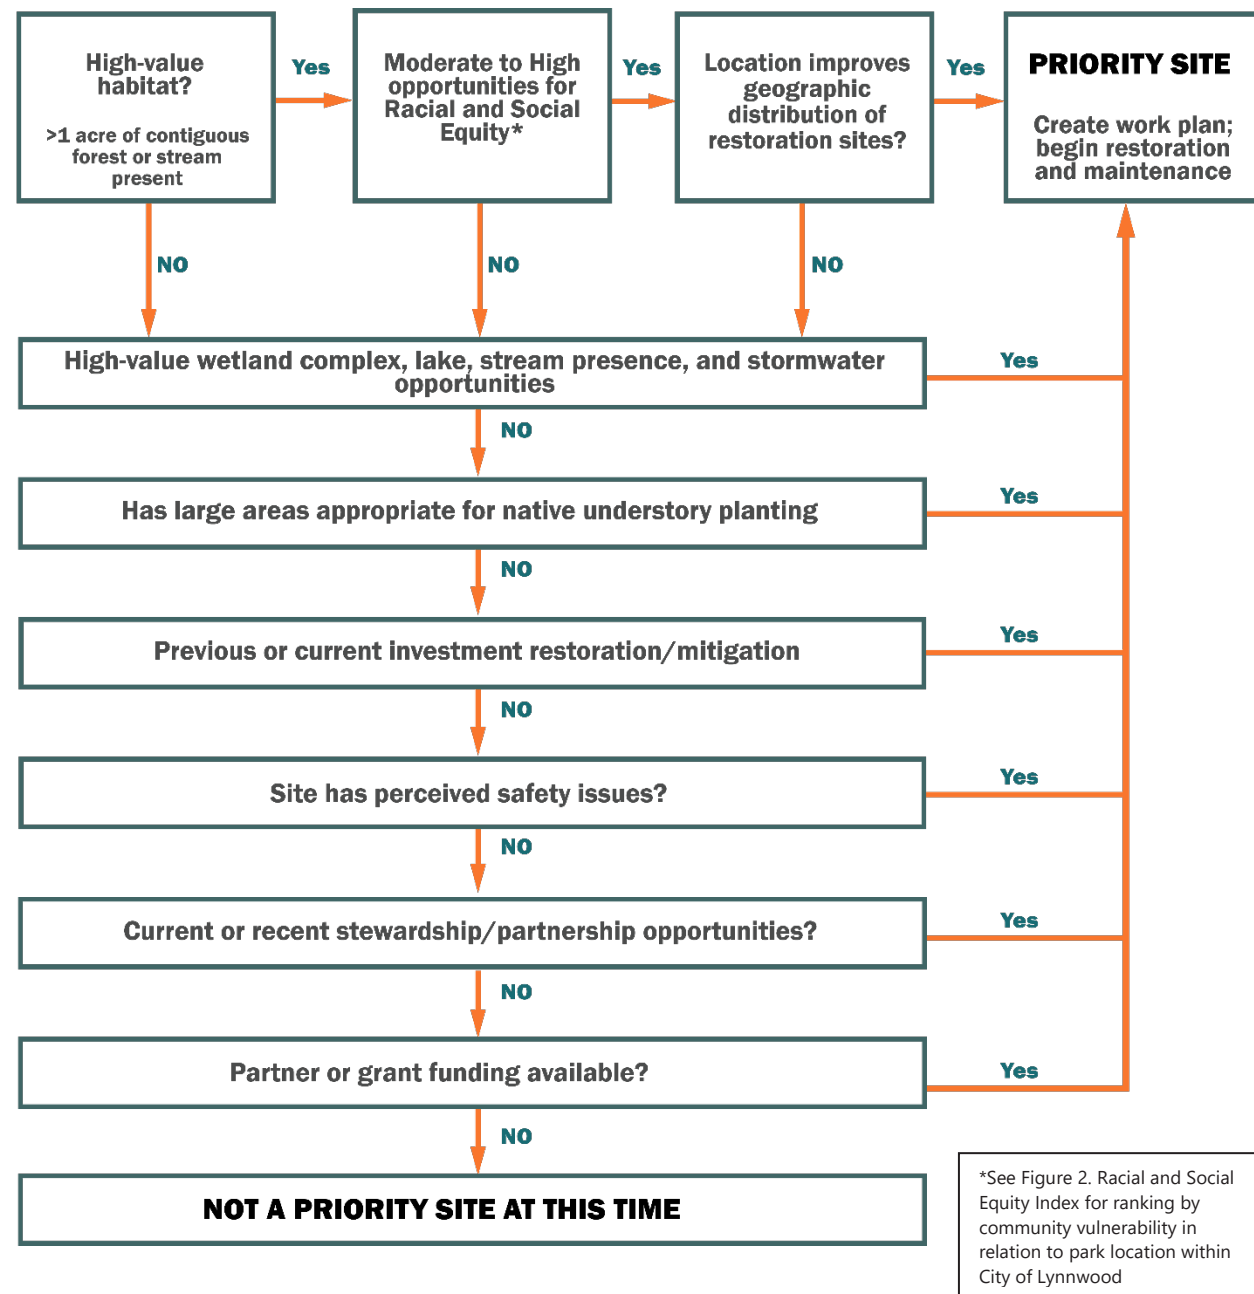 High-value
habitat?
>1 acre of contiguous
forest or stream
present
Yes
Moderate to High
opportunities for
Racial and Social
Equity*
Yes
Location improves
geographic
distribution of
restoration sites?
Yes
PRIORITY SITE
Create work plan;
begin restoration
and maintenance
NO
NO
NO
High-value wetland complex, lake, stream presence, and stormwater
opportunities
Yes
NO
Has large areas appropriate for native understory planting
Yes
NO
Previous or current investment restoration/mitigation
Yes
NO
Site has perceived safety issues?
Yes
NO
Current or recent stewardship/partnership opportunities?
Yes
NO
Partner or grant funding available?
Yes
NO
NOT A PRIORITY SITE AT THIS TIME
*See Figure 2. Racial and Social
Equity Index for ranking by
community vulnerability in
relation to park location within
City of Lynnwood